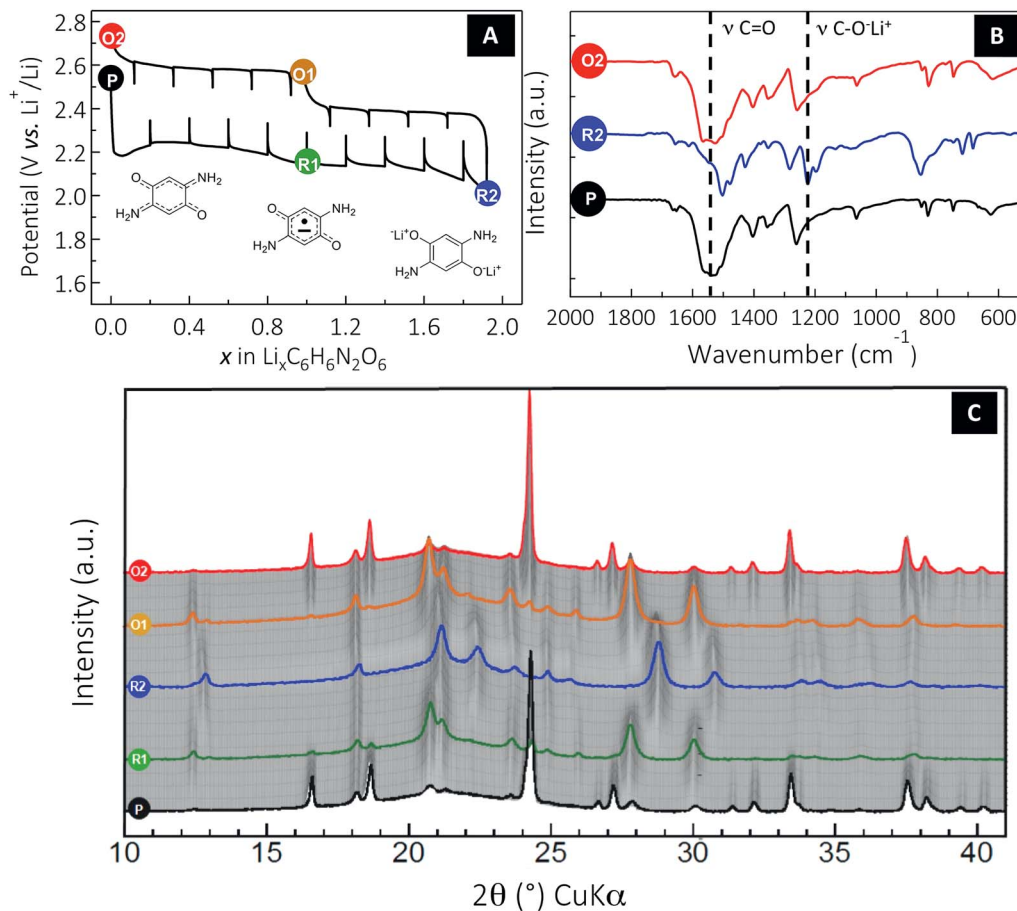 A
Potential (V vs. Li⁺/Li)
2.8
2.6
2.4
2.2
2.0
1.8
1.6
O2
P
O1
R1
R2
O
NH₂
H₂N
O
O
NH₂
H₂N
O
⁻Li⁺O
NH₂
H₂N
O⁻Li⁺
0.0 0.4 0.8 1.2 1.6 2.0
x in LiₓC₆H₆N₂O₆
B
ν C=O
ν C-O⁻Li⁺
Intensity (a.u.)
O2
R2
P
2000 1800 1600 1400 1200 1000 800 600
Wavenumber (cm⁻¹)
C
Intensity (a.u.)
O2
O1
R2
R1
P
10 15 20 25 30 35 40
2θ (°) CuKα